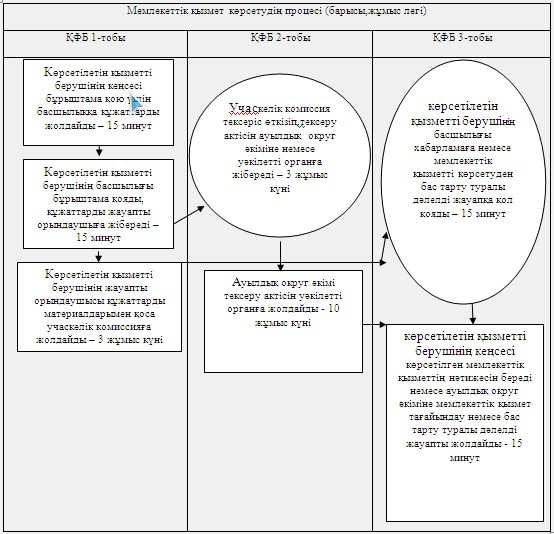 Мемлекеттік қызмет көрсетудің процесі (барысы,жұмыс легі)
ҚФБ 1-тобы
ҚФБ 2-тобы
ҚФБ 3-тобы
Көрсетілетін қызметті
берушінің кеңсесі
бұрыштама қою үшін
басшылыққа құжаттарды
жолдайды – 15 минут
Көрсетілетін қызметті
берушінің басшылығы
бұрыштама қояды,
құжаттарды жауапты
орындаушыға жібереді –
15 минут
Көрсетілетін қызметті
берушінің жауапты
орындаушысы құжаттарды
материалдарымен қоса
учаскелік комиссияға
жолдайды – 3 жұмыс күні
Учаскелік комиссия
тексеріс өткізіп,тексеру
актісін ауылдық округ
әкіміне немесе
уәкілетті органға
жібереді – 3 жұмыс
күні
Ауылдық округ әкімі
тексеру актісін уәкілетті
органға жолдайды - 10
жұмыс күні
көрсетілетін
қызметті берушінің
басшылығы
хабарламаға немесе
мемлекеттік
қызметті көрсетуден
бас тарту туралы
дәлелді жауапқа қол
қояды – 15 минут
көрсетілетін қызметті
берушінің кеңсесі
көрсетілген мемлекеттік
қызметтің нәтижесін береді
немесе ауылдық округ
әкіміне мемлекеттік қызмет
тағайындау немесе бас
тарту туралы дәлелді
жауапты жолдайды - 15
минут